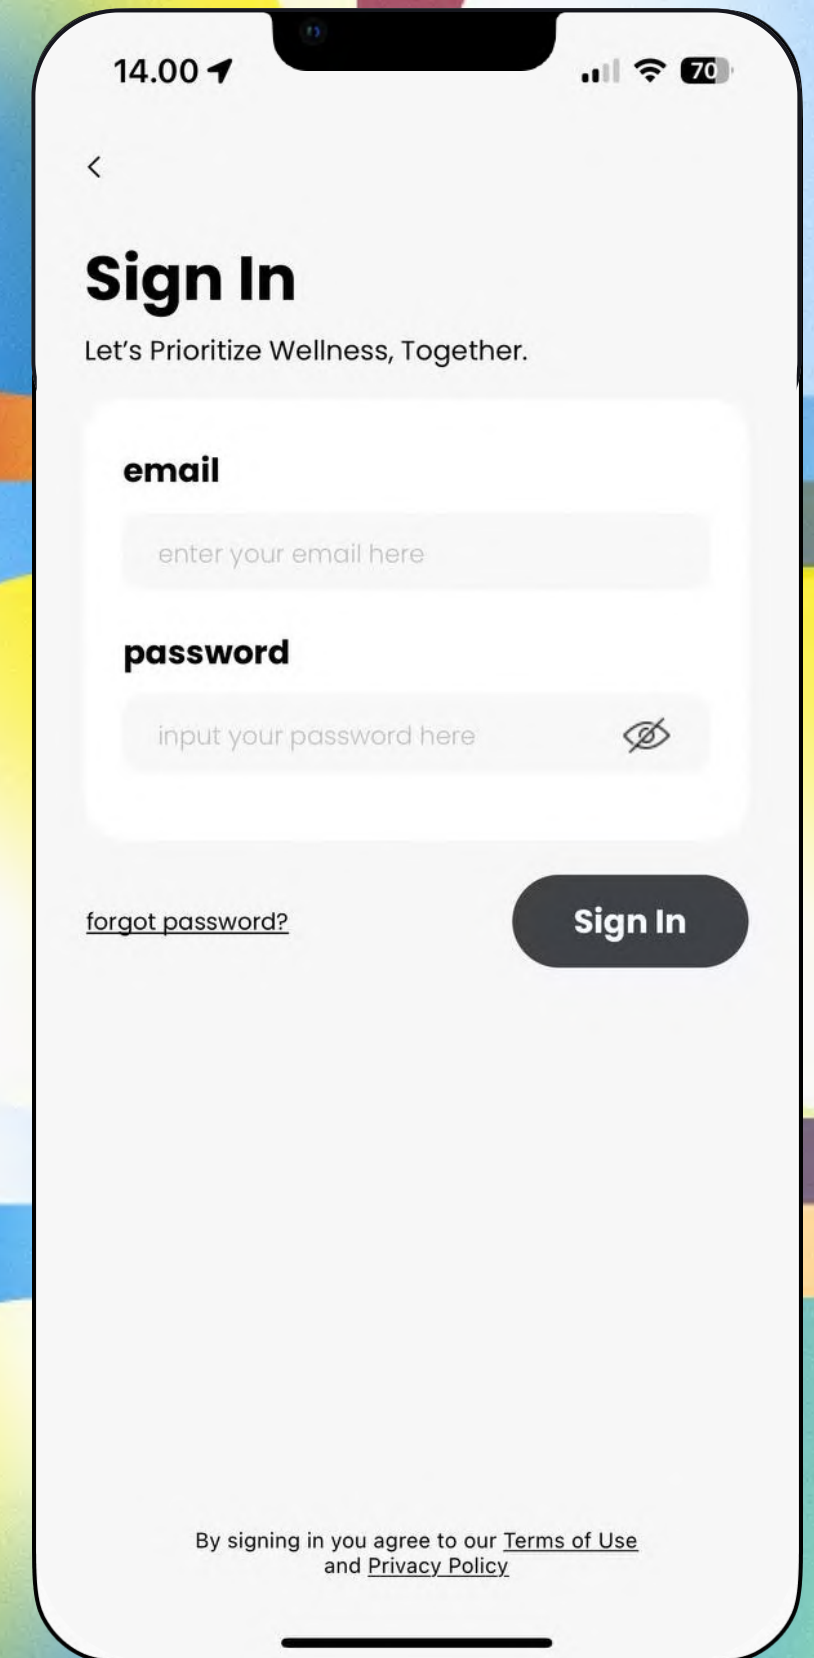 14.00
70
Sign In
Let's Prioritize Wellness, Together.
email
enter your email here
password
input your password here
forgot password?
Sign In
By signing in you agree to our Terms of Use
and Privacy Policy